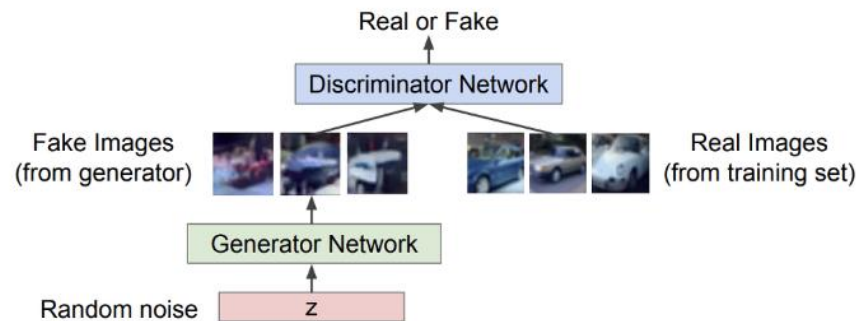 Real or Fake
Discriminator Network
Fake Images
(from generator)
Real Images
(from training set)
Generator Network
Random noise
z